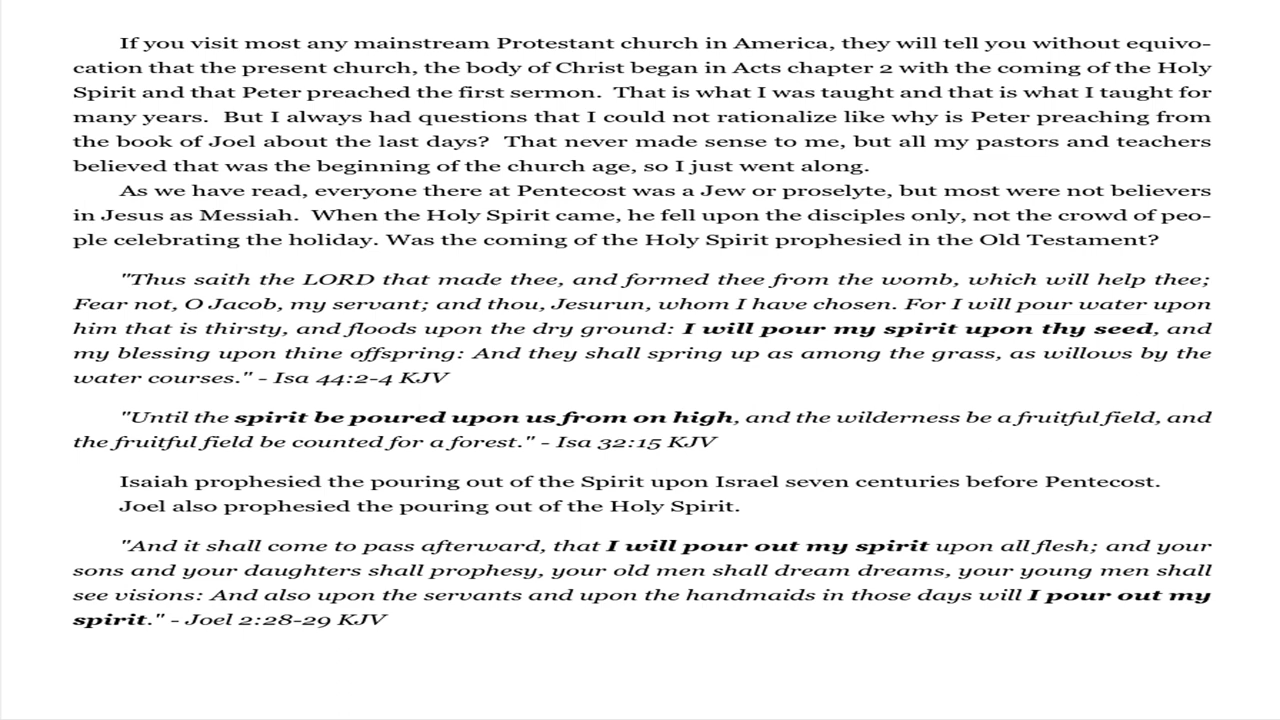 If you visit most any mainstream Protestant church in America, they will tell you without equivo-
cation that the present church, the body of Christ began in Acts chapter 2 with the coming of the Holy
Spirit and that Peter preached the first sermon.  That is what I was taught and that is what I taught for
many years.  But I always had questions that I could not rationalize like why is Peter preaching from
the book of Joel about the last days?  That never made sense to me, but all my pastors and teachers
believed that was the beginning of the church age, so I just went along.
As we have read, everyone there at Pentecost was a Jew or proselyte, but most were not believers
in Jesus as Messiah.  When the Holy Spirit came, he fell upon the disciples only, not the crowd of peo-
ple celebrating the holiday. Was the coming of the Holy Spirit prophesied in the Old Testament?
"Thus saith the LORD that made thee, and formed thee from the womb, which will help thee;
Fear not, O Jacob, my servant; and thou, Jesurun, whom I have chosen. For I will pour water upon
him that is thirsty, and floods upon the dry ground: I will pour my spirit upon thy seed, and
my blessing upon thine offspring: And they shall spring up as among the grass, as willows by the
water courses." - Isa 44:2-4 KJV
"Until the spirit be poured upon us from on high, and the wilderness be a fruitful field, and
the fruitful field be counted for a forest." - Isa 32:15 KJV
Isaiah prophesied the pouring out of the Spirit upon Israel seven centuries before Pentecost.
Joel also prophesied the pouring out of the Holy Spirit.
"And it shall come to pass afterward, that I will pour out my spirit upon all flesh; and your
sons and your daughters shall prophesy, your old men shall dream dreams, your young men shall
see visions: And also upon the servants and upon the handmaids in those days will I pour out my
spirit." - Joel 2:28-29 KJV